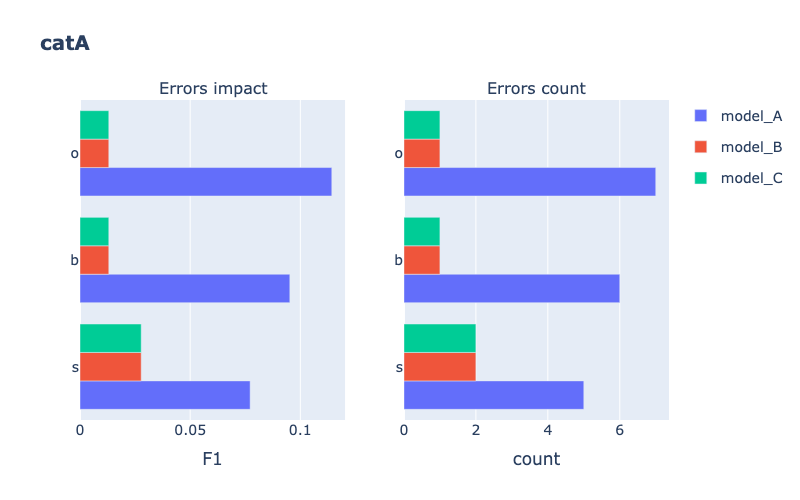 catA
Errors impact
Errors count
model_A
model_B
model_C
o
b
s
o
b
s
0 0.05 0.1
0 2 4 6
F1
count